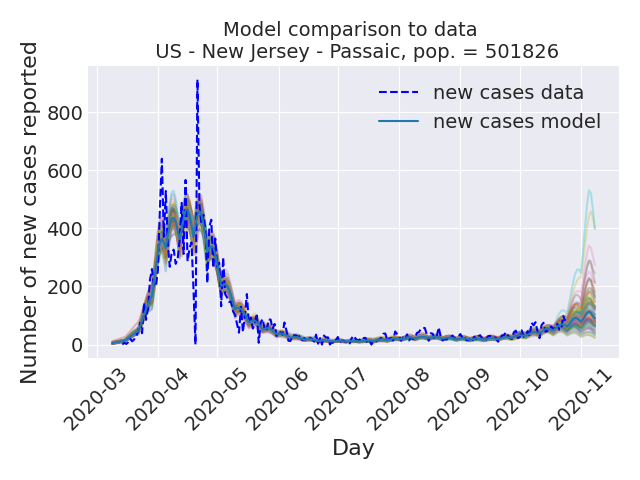 Model comparison to data
US - New Jersey - Passaic, pop. = 501826
Number of new cases reported
800
600
400
200
0
new cases data
new cases model
2020-03
2020-04
2020-05
2020-06
2020-07
2020-08
2020-09
2020-10
2020-11
Day